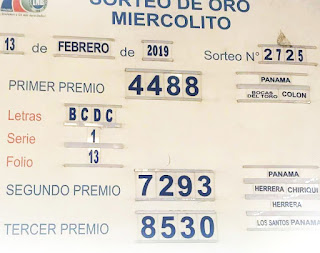 SORTEO DE ORO
MIERCOLITO
13 de FEBRERO de 2019 Sorteo N° 2725
PRIMER PREMIO 4488 PANAMA
BOCAS DEL TORO COLON
Letras BCDC
Serie 1
Folio 13
SEGUNDO PREMIO 7293 PANAMA
HERRERA CHIRIQUI
TERCER PREMIO 8530 HERRERA
LOS SANTOS PANAMA